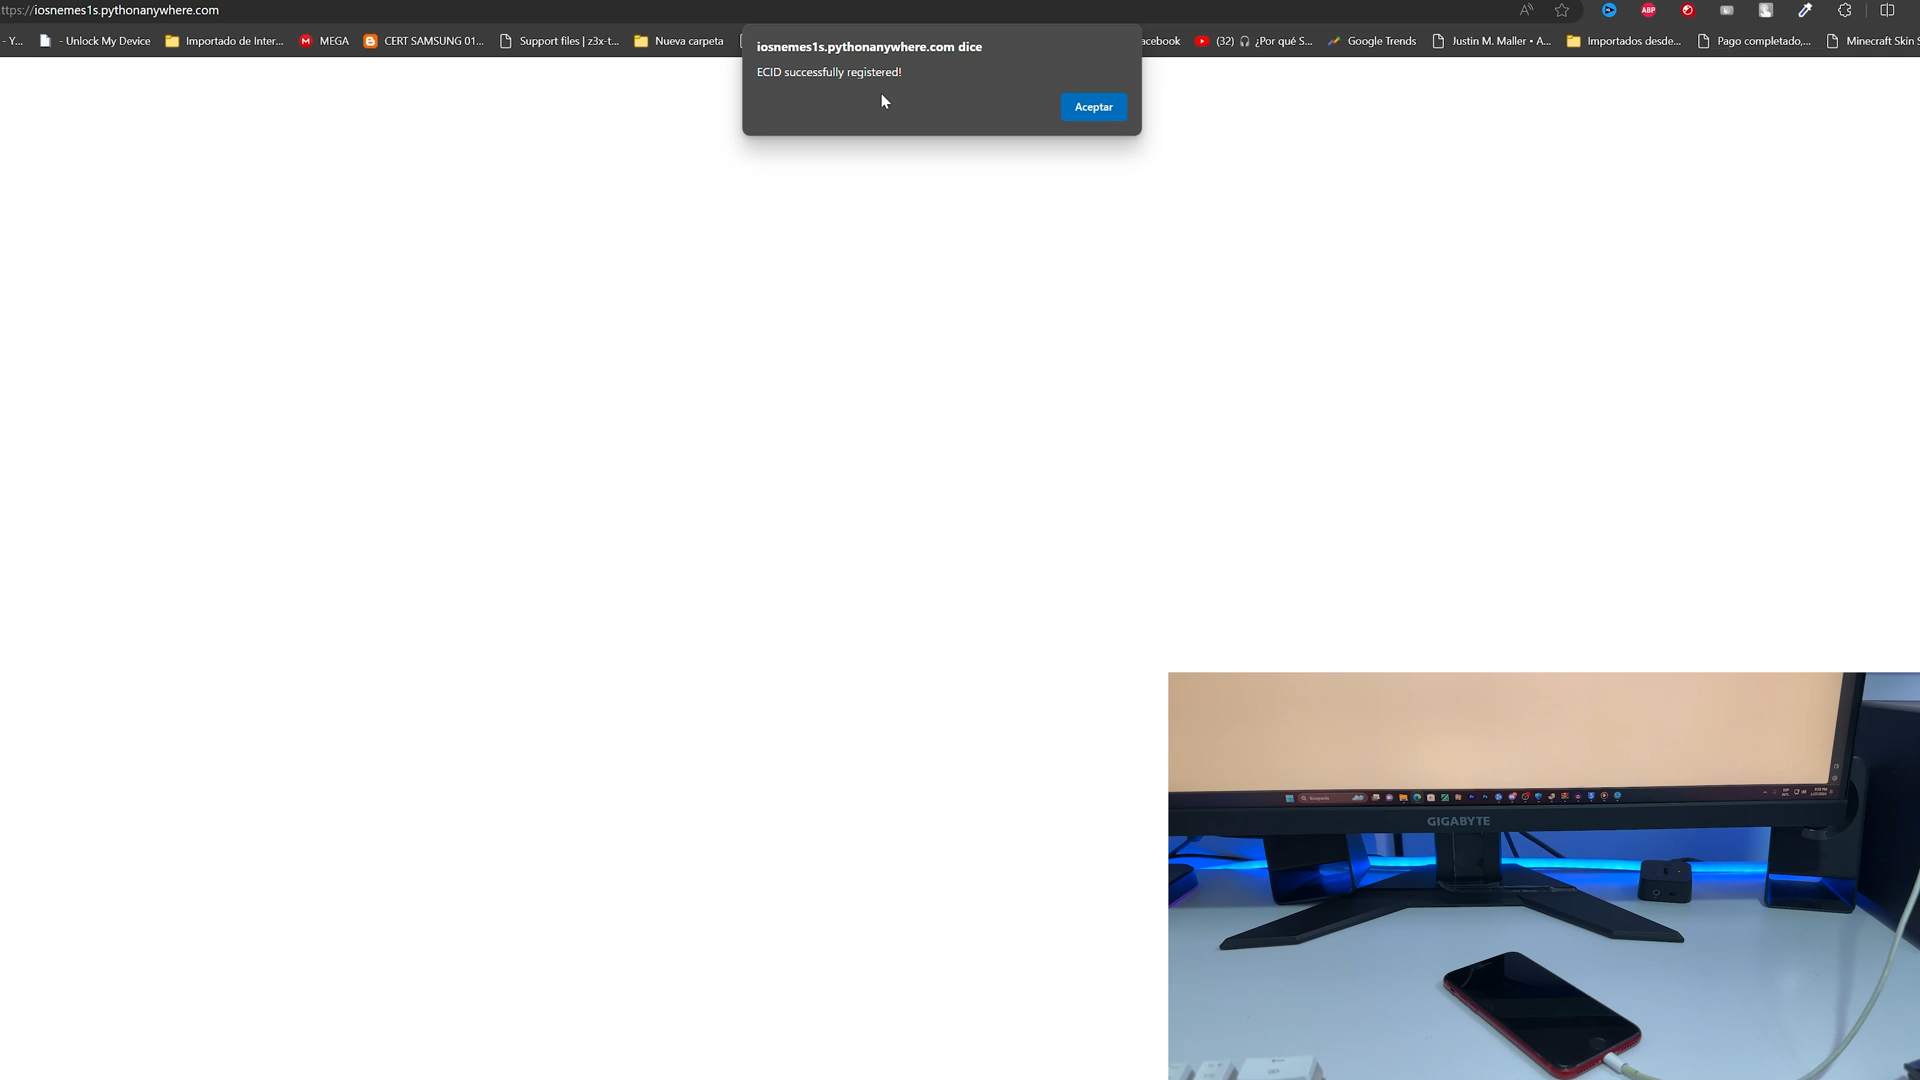 ttps://iosnemes1s.pythonanywhere.com
ABP
- Y...
- Unlock My Device
Importado de Inter...
MEGA
CERT SAMSUNG 01...
Support files | z3x-t...
Nueva carpeta
acebook
(32) 🎧 ¿Por qué S...
Google Trends
Justin M. Maller • A...
Importados desde...
Pago completado,...
Minecraft Skin S
iosnemes1s.pythonanywhere.com dice
ECID successfully registered!
Aceptar
Búsqueda
GIGABYTE